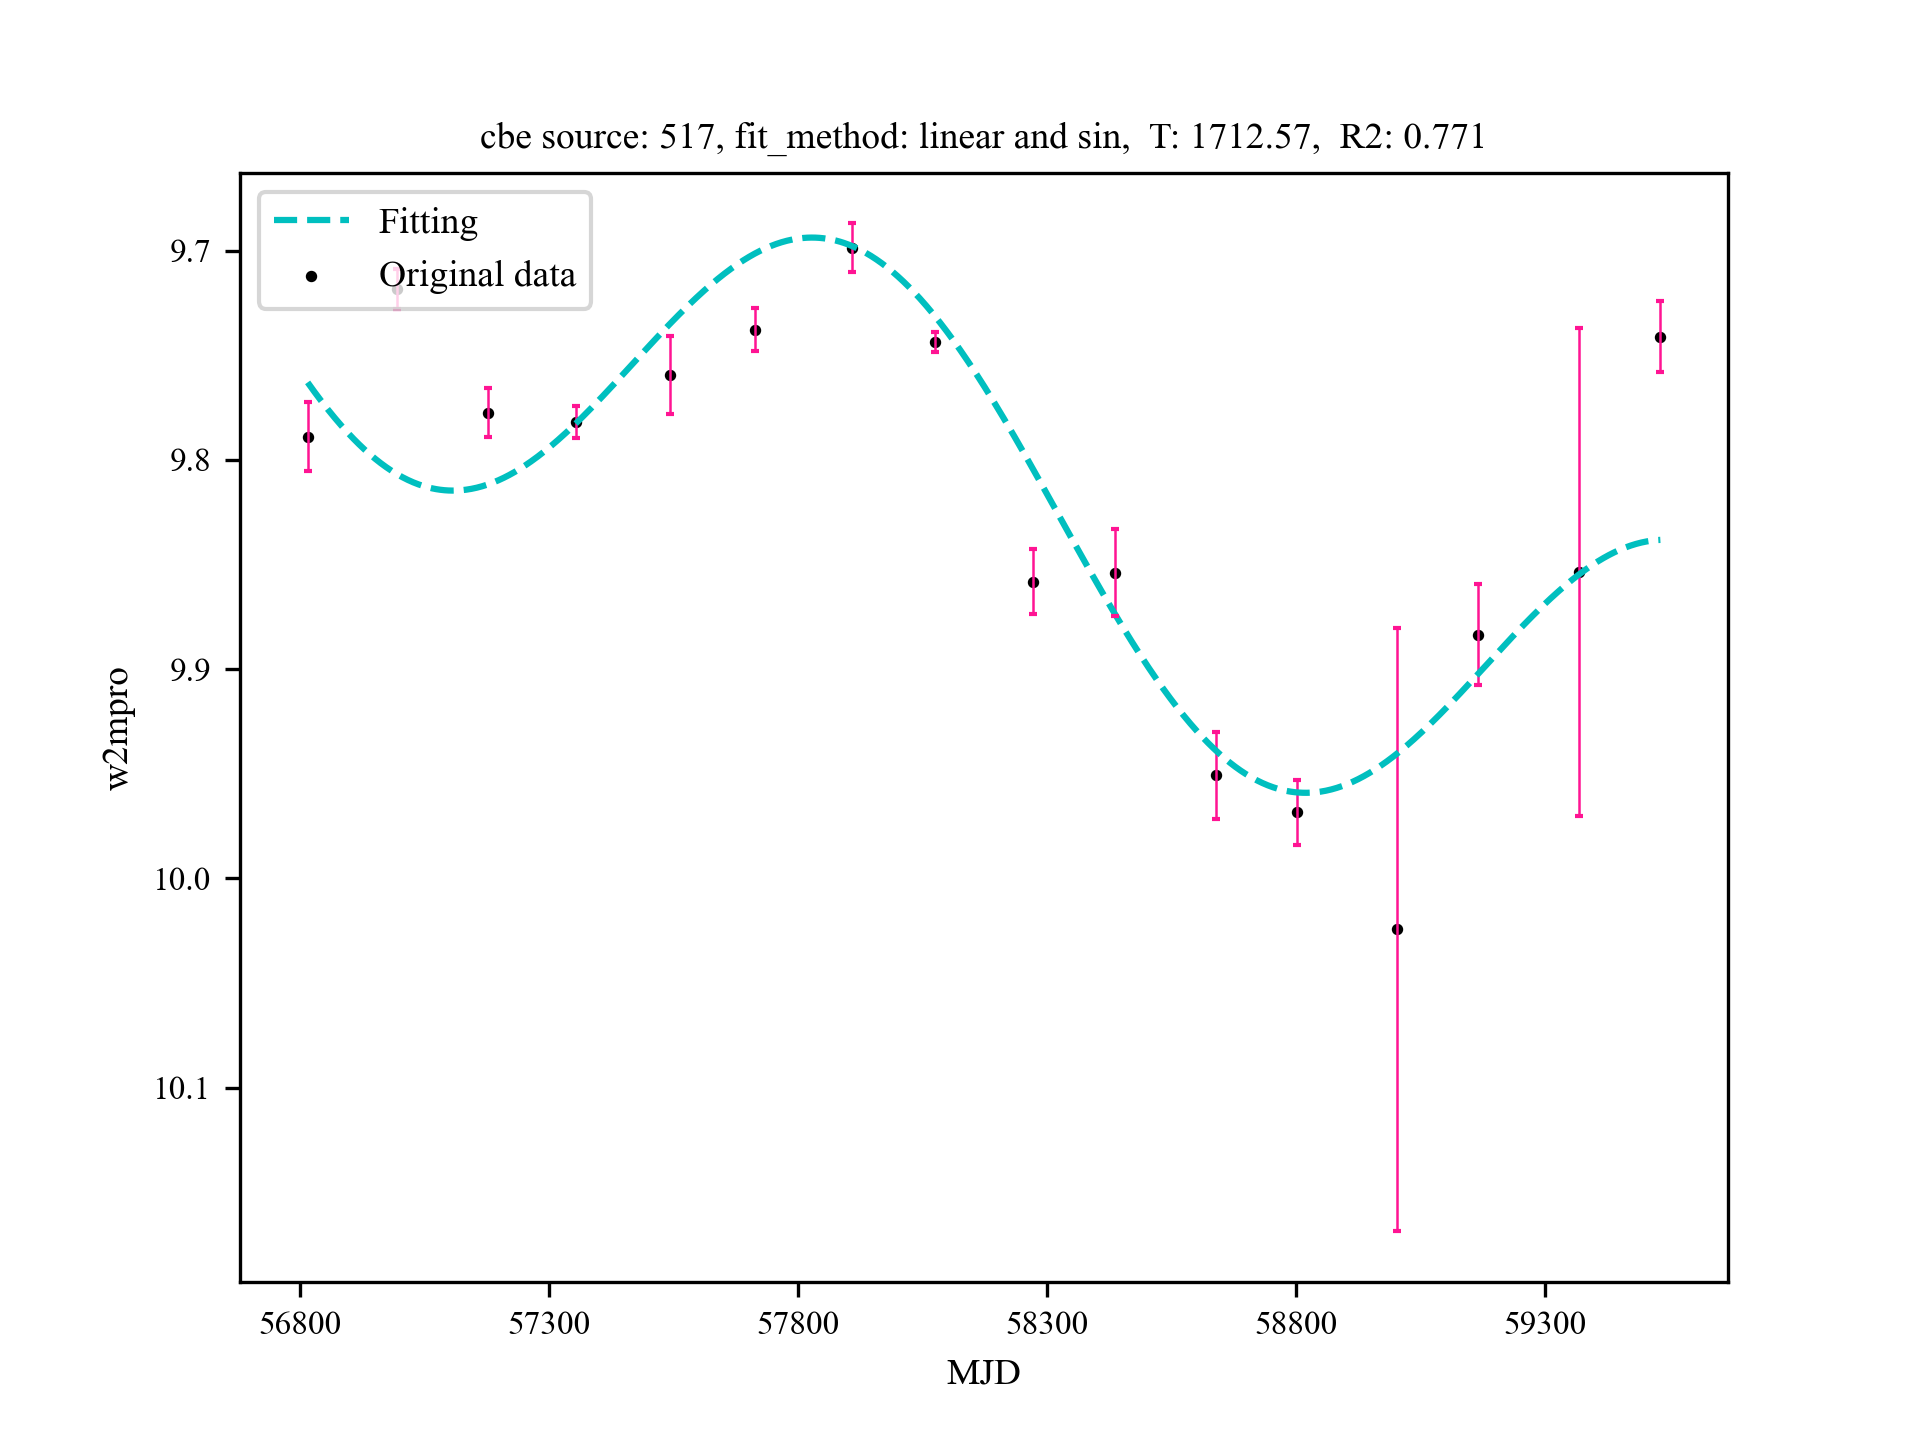 cbe source: 517, fit_method: linear and sin, T: 1712.57, R2: 0.771
Fitting
Original data
9.7
9.8
9.9
10.0
10.1
w2mpro
56800 57300 57800 58300 58800 59300
MJD